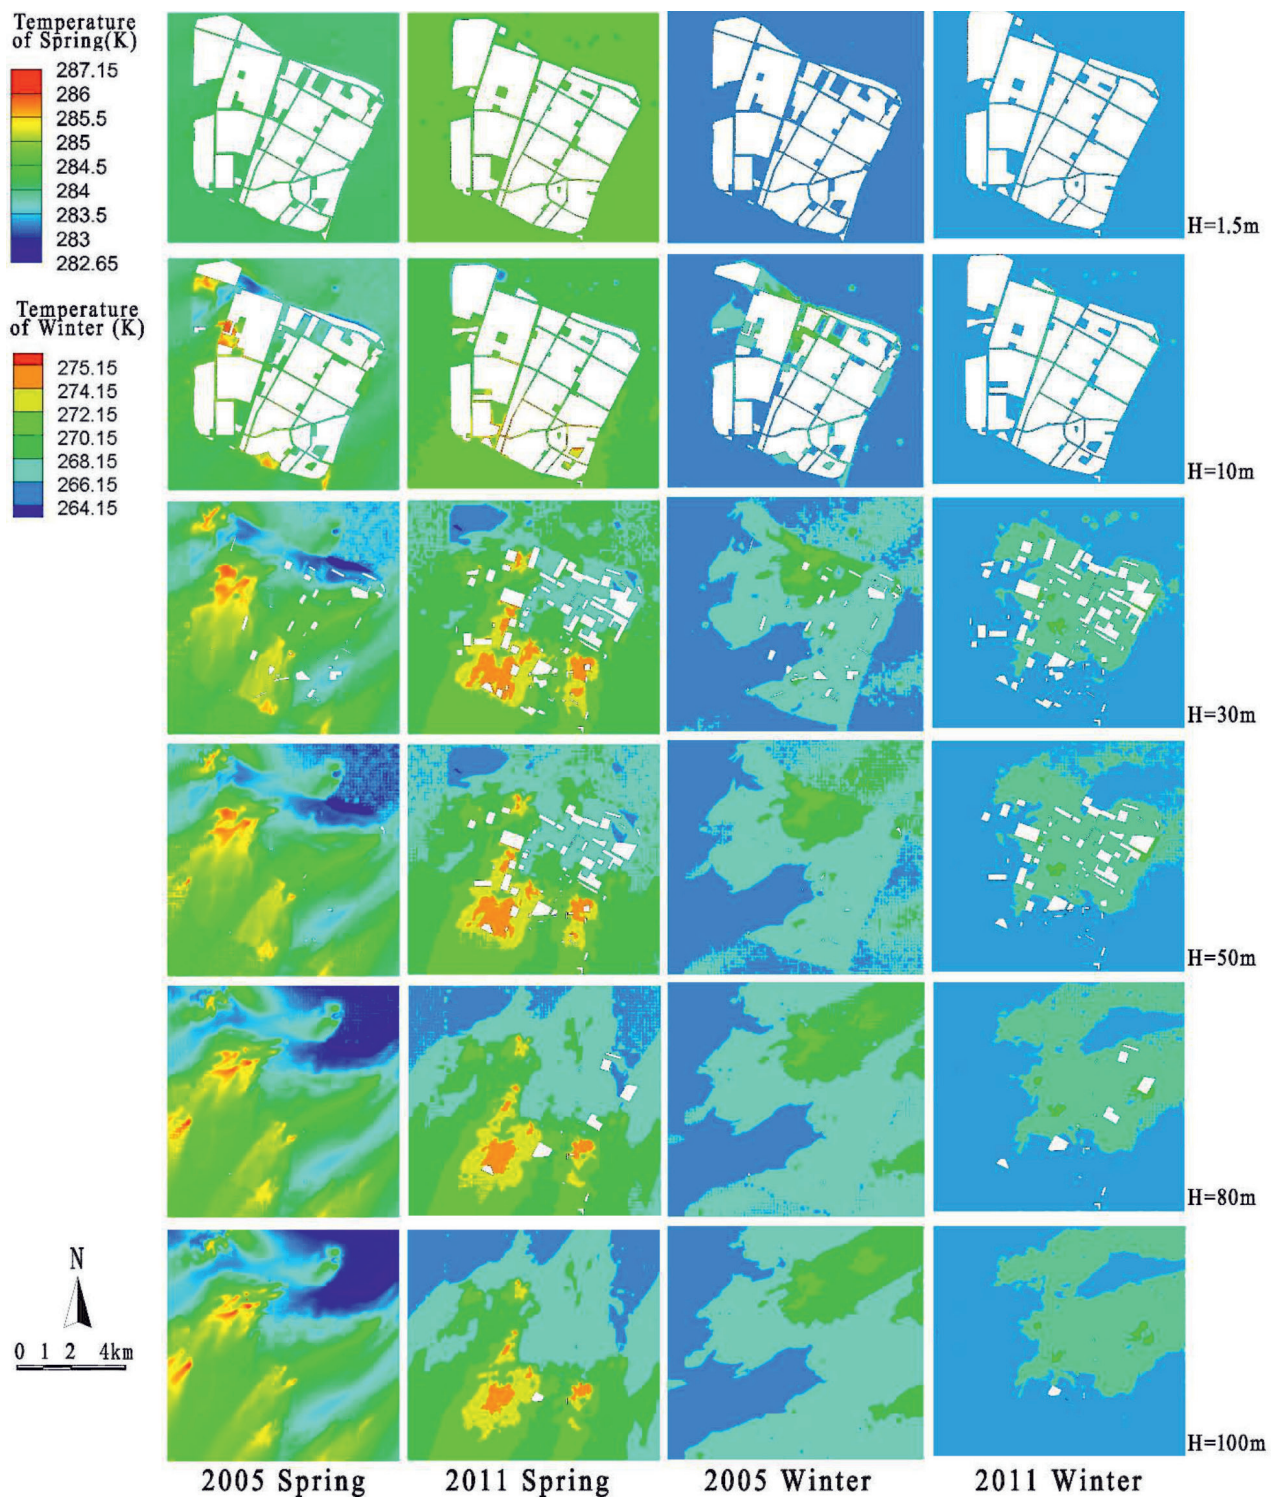 Temperature
of Spring(K)
287.15
286
285.5
285
284.5
284
283.5
283
282.65
H=1.5m
Temperature
of Winter (K)
275.15
274.15
272.15
270.15
268.15
266.15
264.15
H=10m
H=30m
H=50m
H=80m
N
0 1 2 4km
H=100m
2005 Spring
2011 Spring
2005 Winter
2011 Winter